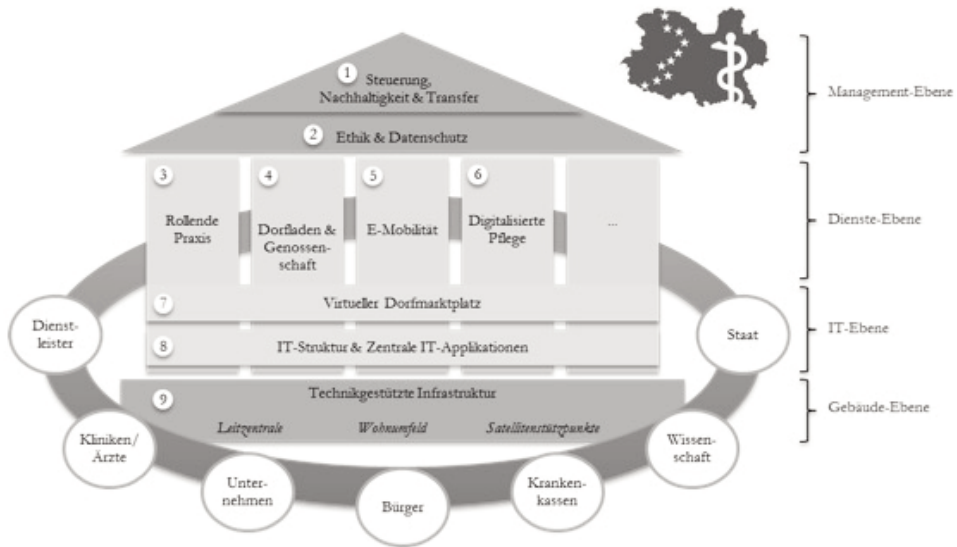 1
Steuerung,
Nachhaltigkeit & Transfer
2
Ethik & Datenschutz
3
Rollende
Praxis
4
Dorfladen &
Genossen-
schaft
5
E-Mobilität
6
Digitalisierte
Pflege
...
7
Virtueller Dorfmarktplatz
8
IT-Struktur & Zentrale IT-Applikationen
9
Technikgestützte Infrastruktur
Leitzentrale
Wohnumfeld
Satellitenstützpunkte
Dienst-
leister
Kliniken/
Ärzte
Unter-
nehmen
Bürger
Kranken-
kassen
Wissen-
schaft
Staat
Management-Ebene
Dienste-Ebene
IT-Ebene
Gebäude-Ebene